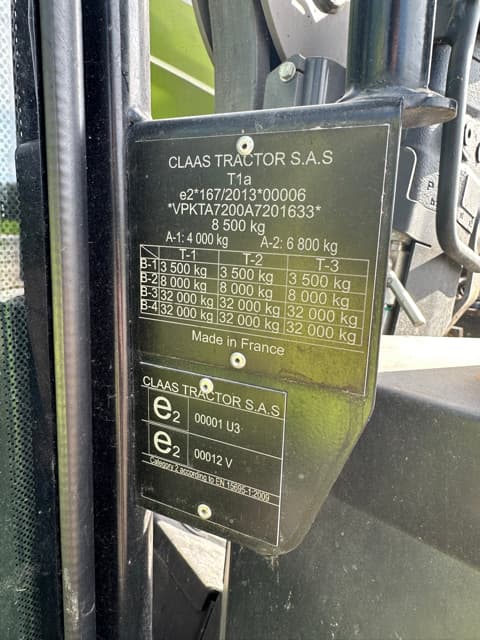 CLAAS TRACTOR S.A.S
T1a
e2*167/2013*00006
*VPKTA7200A7201633*
8 500 kg
A-1: 4 000 kg A-2: 6 800 kg
T-1 T-2 T-3
B-1 3 500 kg 3 500 kg 3 500 kg
B-2 8 000 kg 8 000 kg 8 000 kg
B-3 32 000 kg 32 000 kg 32 000 kg
B-4 32 000 kg 32 000 kg 32 000 kg
Made in France
CLAAS TRACTOR S.A.S
e2 00001 U3
e2 00012 V
Category 2 according to EN 15695-1:2009